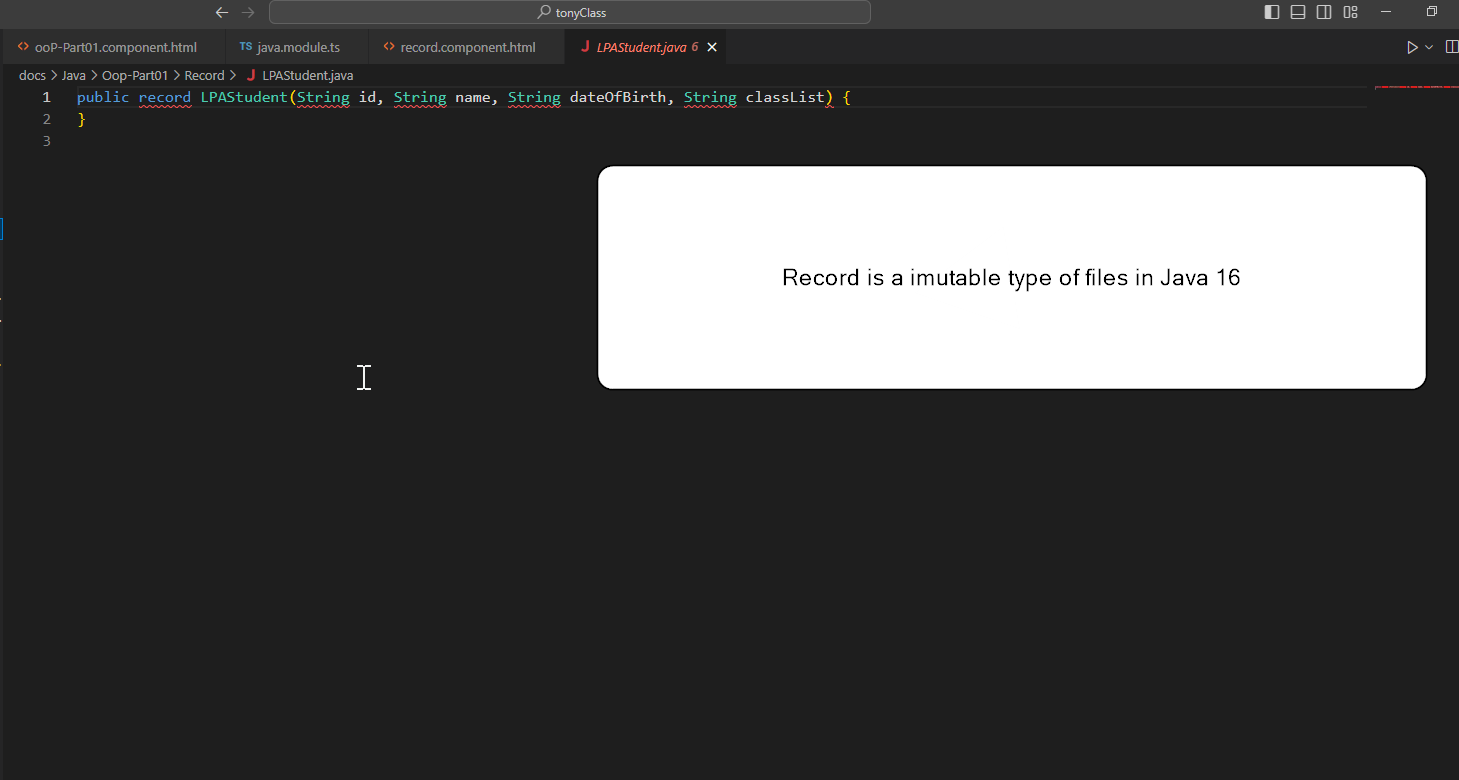 tonyClass
ooP-Part01.component.html
TS java.module.ts
record.component.html
J LPAStudent.java 6
docs > Java > Oop-Part01 > Record > J LPAStudent.java
1 public record LPAStudent(String id, String name, String dateOfBirth, String classList) {
2 }
3
Record is a imutable type of files in Java 16